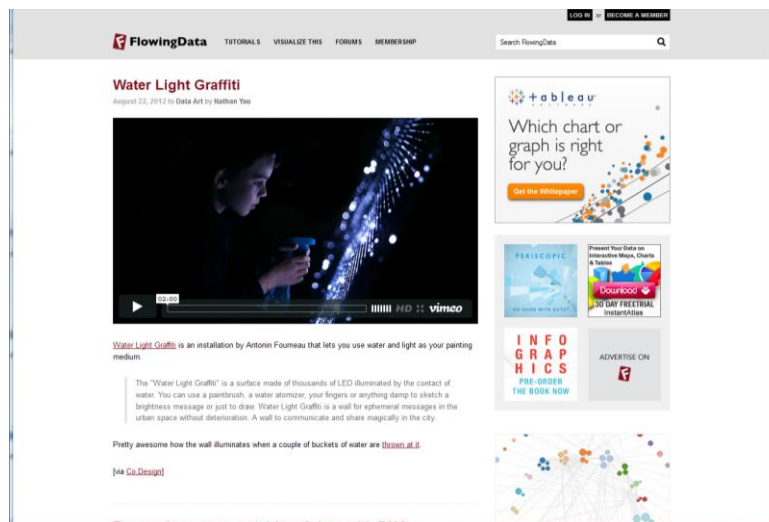 LOG IN or BECOME A MEMBER
FlowingData TUTORIALS VISUALIZE THIS FORUMS MEMBERSHIP
Search FlowingData
Water Light Graffiti
August 22, 2012 to Data Art by Nathan Yau
02:00
HD vimeo
Water Light Graffiti is an installation by Antonin Fourneau that lets you use water and light as your painting
medium.
The "Water Light Graffiti" is a surface made of thousands of LED illuminated by the contact of
water. You can use a paintbrush, a water atomizer, your fingers or anything damp to sketch a
brightness message or just to draw. Water Light Graffiti is a wall for ephemeral messages in the
urban space without deterioration. A wall to communicate and share magically in the city.
Pretty awesome how the wall illuminates when a couple of buckets of water are thrown at it.
[via Co.Design]
+ableau
SOFTWARE
Which chart or
graph is right
for you?
Get the Whitepaper
PERISCOPIC
DO GOOD WITH DATA
Present Your Data on
Interactive Maps, Charts
& Tables
Download
30 DAY FREETRIAL
InstantAtlas
INFO
GRAP
HICS
PRE-ORDER
THE BOOK NOW
ADVERTISE ON